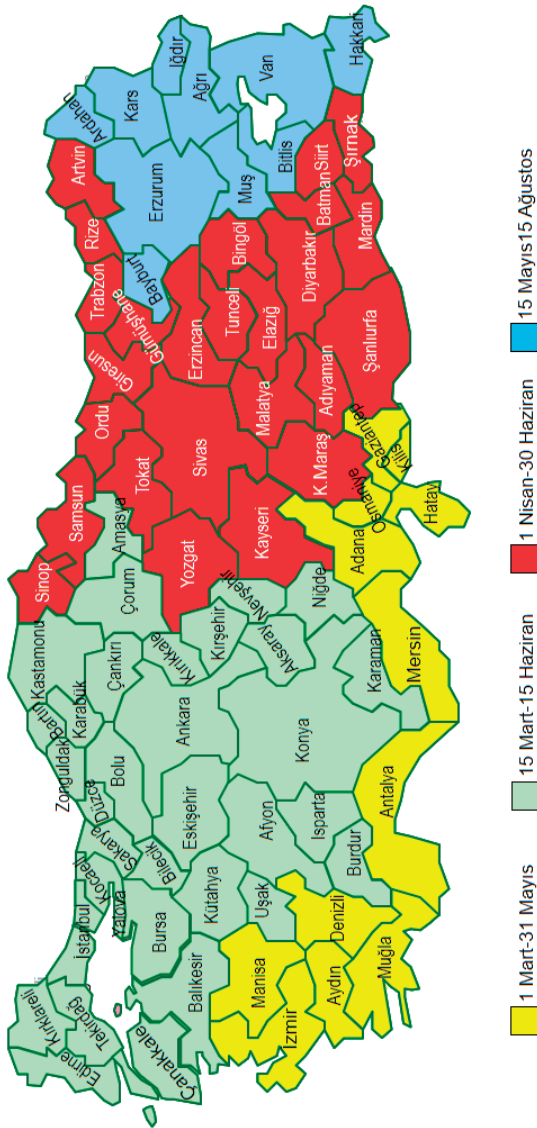 Kırklareli
Edirne
Tekirdağ
İstanbul
Kocaeli
Yalova
Sakarya
Düzce
Zonguldak
Bartın
Karabük
Kastamonu
Sinop
Samsun
Ordu
Giresun
Trabzon
Rize
Artvin
Ardahan
Kars
Iğdır
Ağrı
Çanakkale
Balıkesir
Bursa
Bilecik
Bolu
Çankırı
Çorum
Amasya
Tokat
Gümüşhane
Bayburt
Erzurum
Kütahya
Eskişehir
Ankara
Kırıkkale
Kırşehir
Yozgat
Sivas
Erzincan
Tunceli
Bingöl
Muş
Bitlis
Van
Hakkari
Manisa
İzmir
Uşak
Afyon
Konya
Aksaray
Nevşehir
Niğde
Kayseri
Malatya
Elazığ
Diyarbakır
Batman
Siirt
Şırnak
Aydın
Denizli
Muğla
Burdur
Isparta
Antalya
Karaman
Mersin
Adana
Osmaniye
K.Maraş
Adıyaman
Gaziantep
Kilis
Hatay
Şanlıurfa
Mardin
1 Mart-31 Mayıs
15 Mart-15 Haziran
1 Nisan-30 Haziran
15 Mayıs15 Ağustos